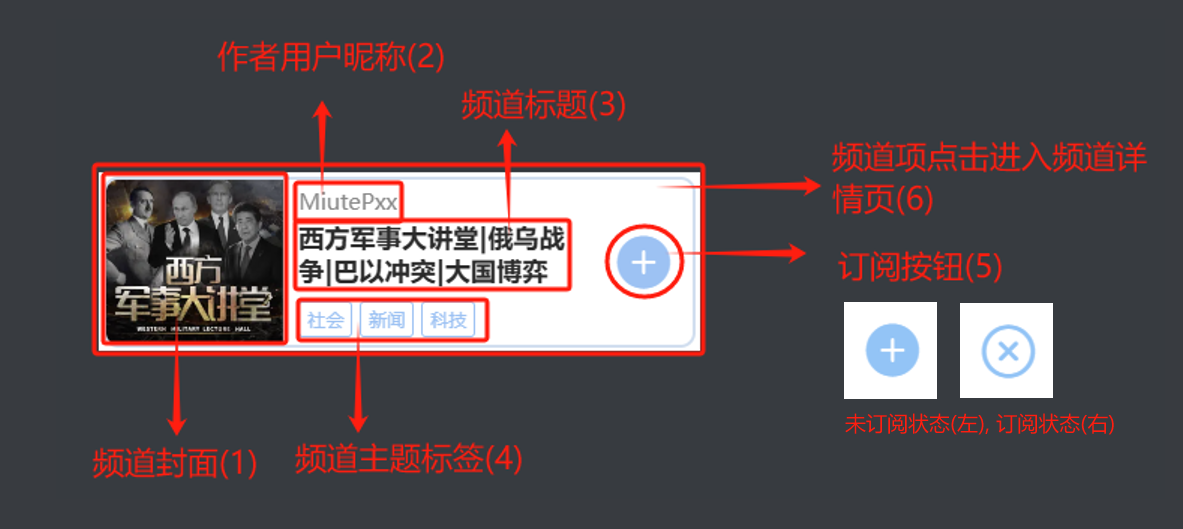 作者用户昵称(2)
频道标题(3)
频道项点击进入频道详
情页(6)
MiutePxx
西方军事大讲堂|俄乌战
争|巴以冲突|大国博弈
西方
军事大讲堂
WESTERN MILITARY LECTURE HALL
社会 新闻 科技
订阅按钮(5)
未订阅状态(左), 订阅状态(右)
频道封面(1)
频道主题标签(4)